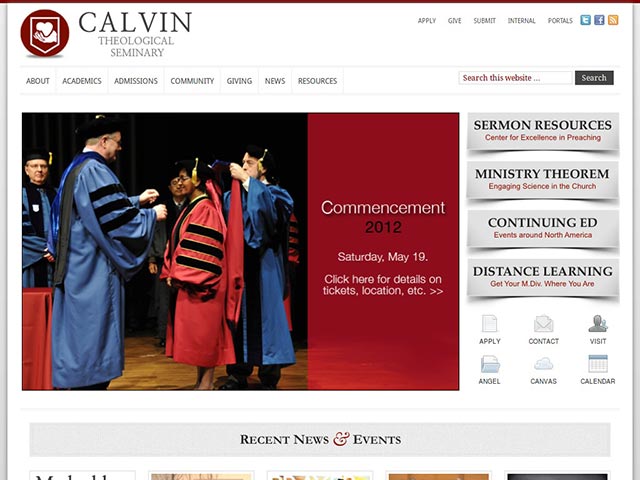 CALVIN
THEOLOGICAL
SEMINARY
APPLY GIVE SUBMIT INTERNAL PORTALS
ABOUT ACADEMICS ADMISSIONS COMMUNITY GIVING NEWS RESOURCES
Search this website ... Search
Commencement
2012
Saturday, May 19.
Click here for details on
tickets, location, etc. >>
SERMON RESOURCES
Center for Excellence in Preaching
MINISTRY THEOREM
Engaging Science in the Church
CONTINUING ED
Events around North America
DISTANCE LEARNING
Get Your M.Div. Where You Are
APPLY CONTACT VISIT
ANGEL CANVAS CALENDAR
RECENT NEWS & EVENTS